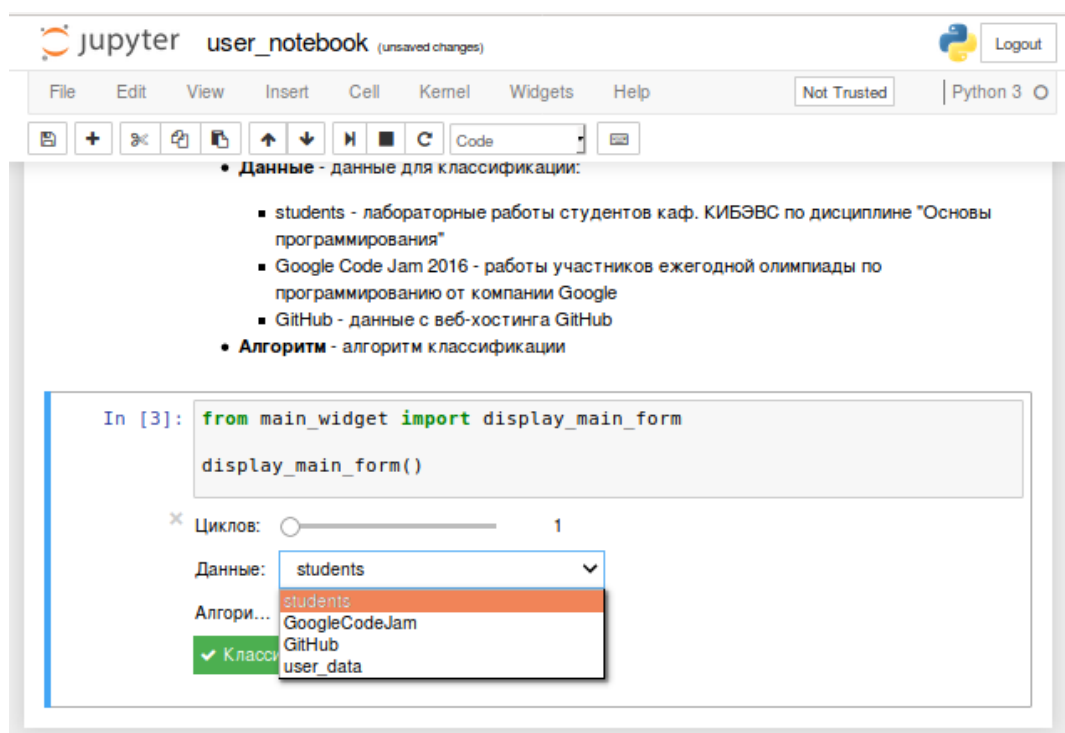 jupyter user_notebook (unsaved changes) Logout
File Edit View Insert Cell Kernel Widgets Help Not Trusted Python 3
Code
• Данные - данные для классификации:
▪ students - лабораторные работы студентов каф. КИБЭВС по дисциплине "Основы
программирования"
▪ Google Code Jam 2016 - работы участников ежегодной олимпиады по
программированию от компании Google
▪ GitHub - данные с веб-хостинга GitHub
• Алгоритм - алгоритм классификации
In [3]: from main_widget import display_main_form
display_main_form()
Циклов: 1
Данные: students
students
Алгори...
GoogleCodeJam
GitHub
✔ Класси
user_data